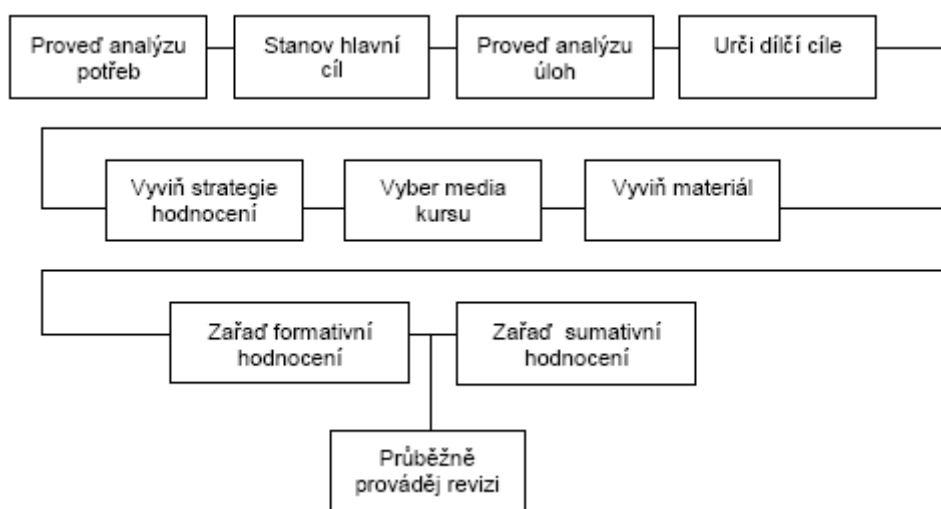 Proveď analýzu
potřeb
Stanov hlavní
cíl
Proveď analýzu
úloh
Urči dílčí cíle
Vyviň strategie
hodnocení
Vyber media
kursu
Vyviň materiál
Zařaď formativní
hodnocení
Zařaď sumativní
hodnocení
Průběžně
prováděj revizi